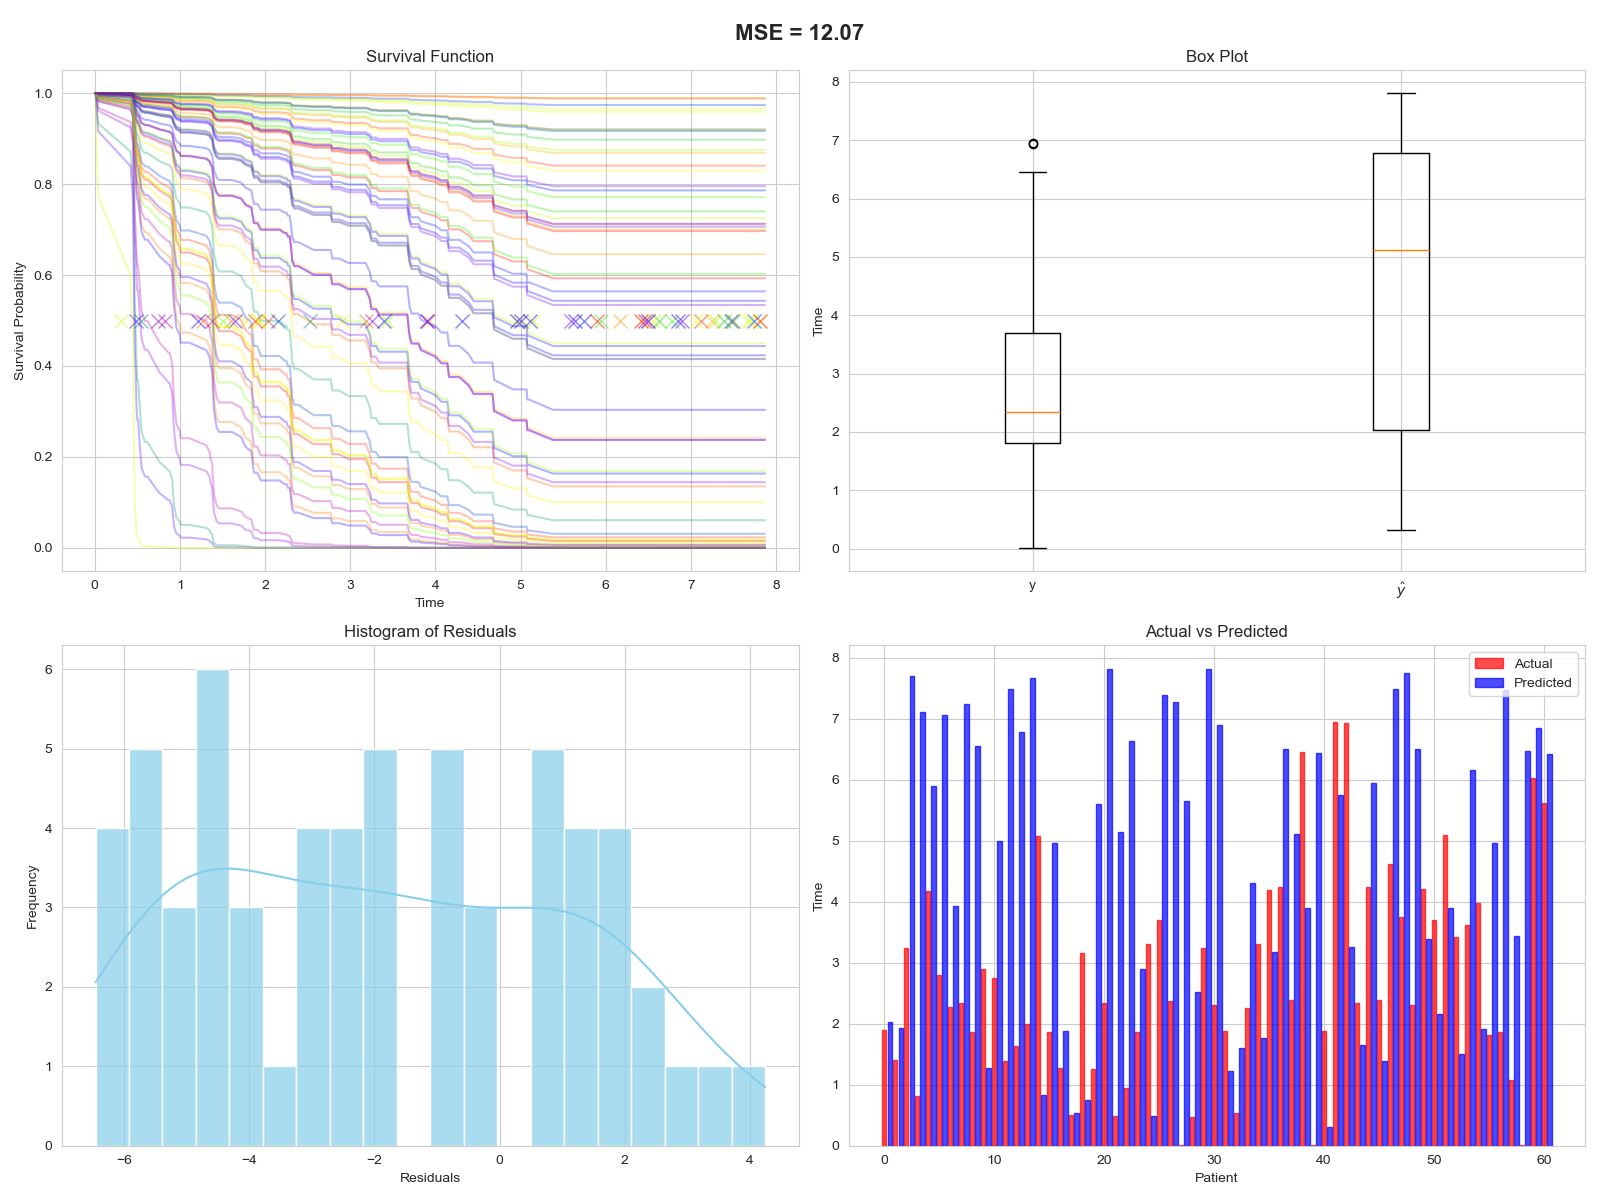 MSE = 12.07
Survival Function
1.0
0.8
0.6
0.4
0.2
0.0
Survival Probability
0 1 2 3 4 5 6 7 8
Time
Box Plot
8
7
6
5
4
3
2
1
0
Time
y ŷ
Histogram of Residuals
6
5
4
3
2
1
0
Frequency
−6 −4 −2 0 2 4
Residuals
Actual vs Predicted
8
7
6
5
4
3
2
1
0
Time
Actual
Predicted
0 10 20 30 40 50 60
Patient